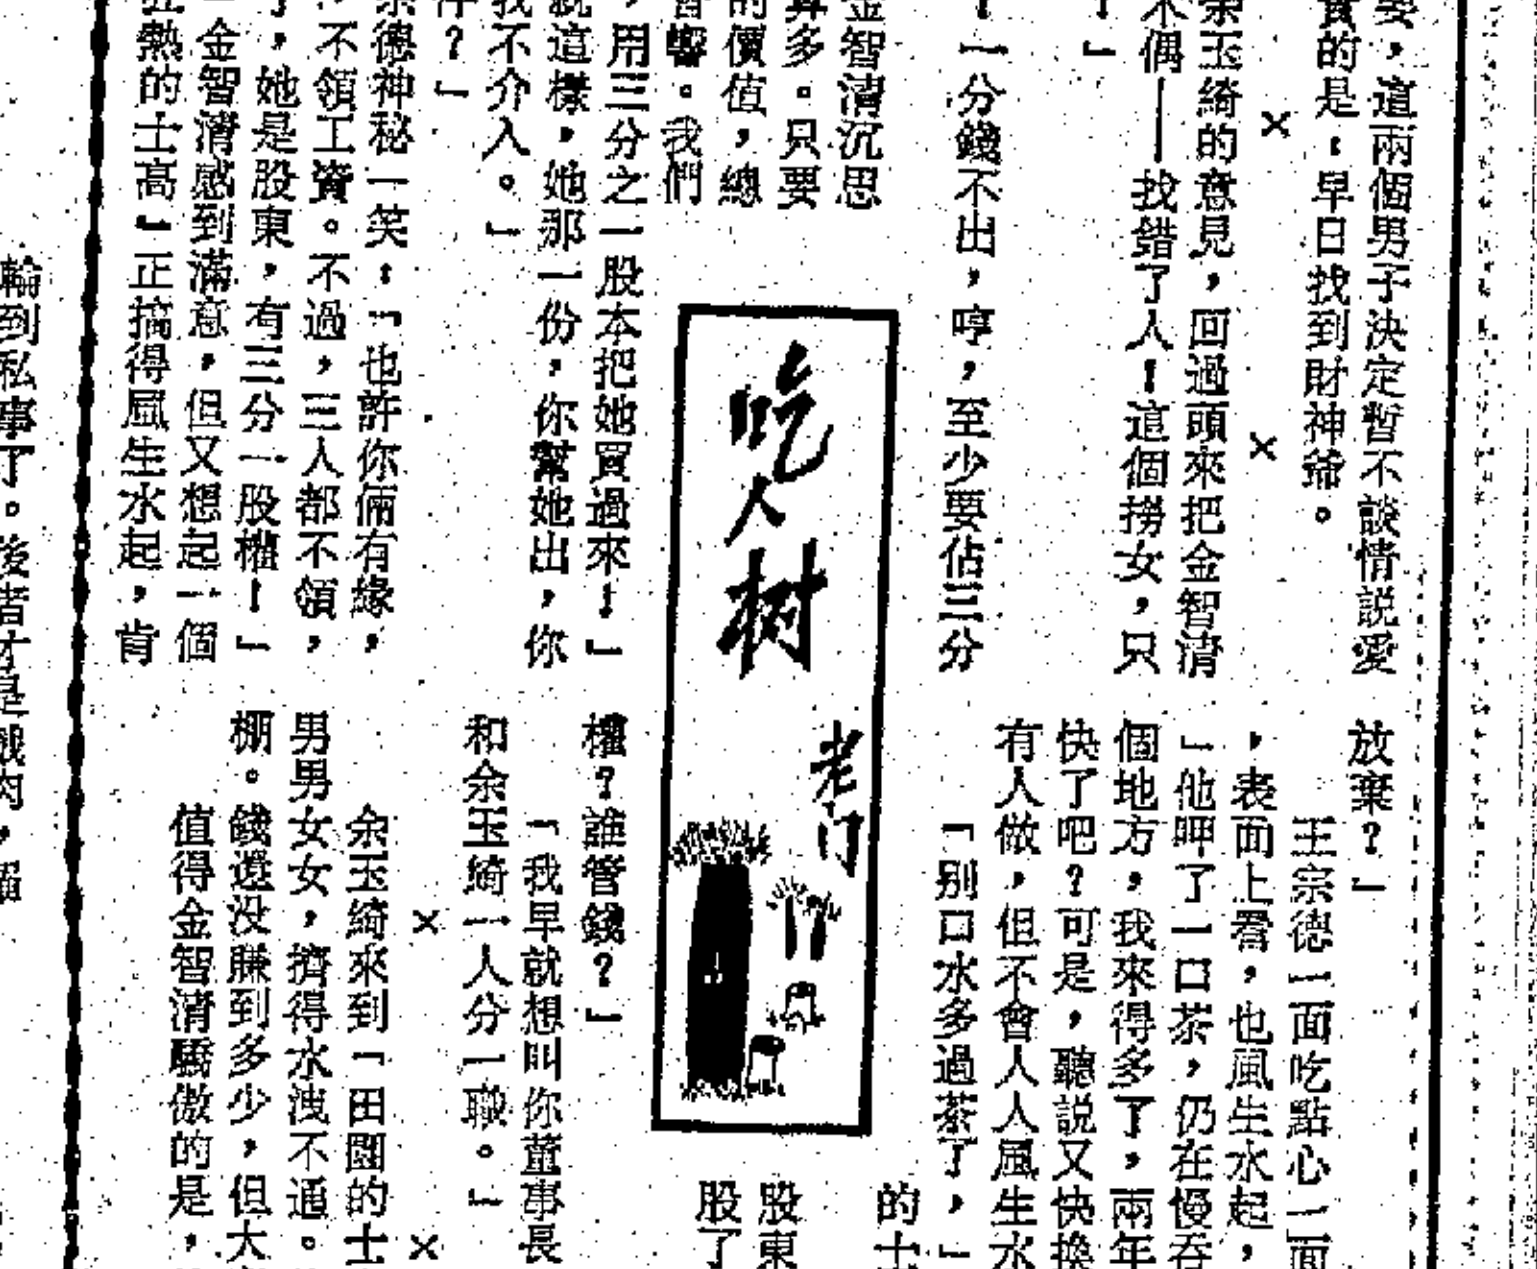 要，這兩個男子決定暫不談情説愛
實的是：早日找到財神爺。
×
×
余玉綺的意見，回過頭來把金智清
不偶——找錯了人！這個撈女，只
！」
！一分錢不出，哼，至少要佔三分
金智清沉思
算多。只要
的價值，總
音響。我們
，用三分之一股本把她買過來！」
就這樣，她那一份，你幫她出，你
我不介入。」
？」
宗德神秘一笑：「也許你倆有緣，
，不領工資。不過，三人都不領，
，她是股東，有三分一股權！」
金智清感到滿意，但又想起一個
熱的士高』正搞得風生水起，肯
吃人树
老门
放棄？」
王宗德一面吃點心一面
，表面上看，也風生水起，
」他呷了一口茶，仍在慢吞
個地方，我來得多了，兩年
快了吧？可是，聽説又快換
有人做，但不會人人風生水
「别口水多過茶了，」
的士
股東
股了
權？誰管錢？」
「我早就想叫你董事長
和余玉綺一人分一職。」
×
×
余玉綺來到「田園的士
男男女女，擠得水洩不通。
棚。錢還没賺到多少，但大
值得金智清驕傲的是，
輪到私事了。後者才是戲肉，留